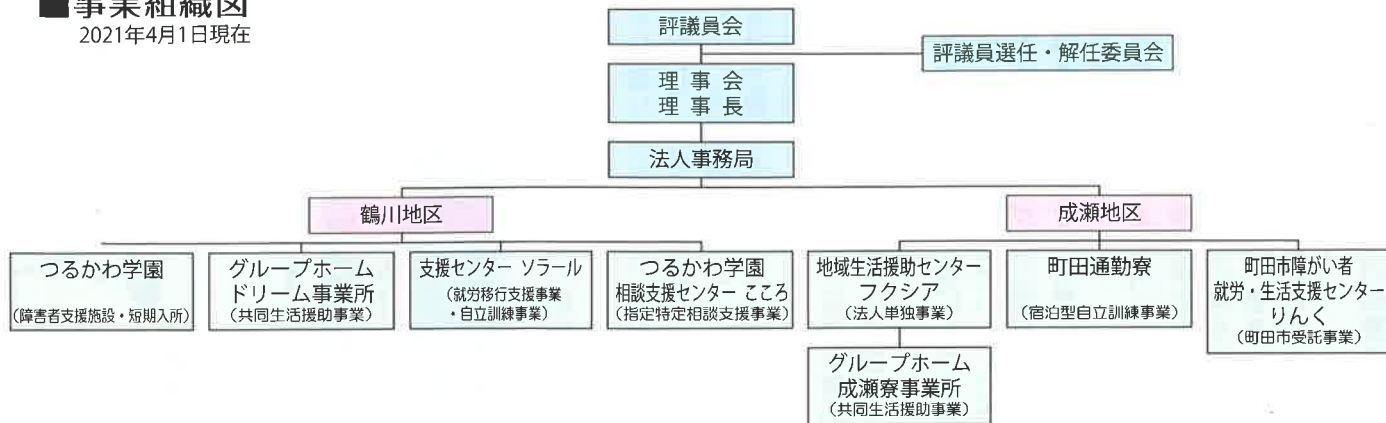 ■事業組織図
2021年4月1日現在
評議員会
評議員選任・解任委員会
理 事 会
理 事 長
法人事務局
鶴川地区
成瀬地区
つるかわ学園
(障害者支援施設・短期入所)
グループホーム
ドリーム事業所
(共同生活援助事業)
支援センター ソラール
(就労移行支援事業
・自立訓練事業)
つるかわ学園
相談支援センター こころ
(指定特定相談支援事業)
地域生活援助センター
フクシア
(法人単独事業)
町田通勤寮
(宿泊型自立訓練事業)
町田市障がい者
就労・生活支援センター
りんく
(町田市受託事業)
グループホーム
成瀬寮事業所
(共同生活援助事業)